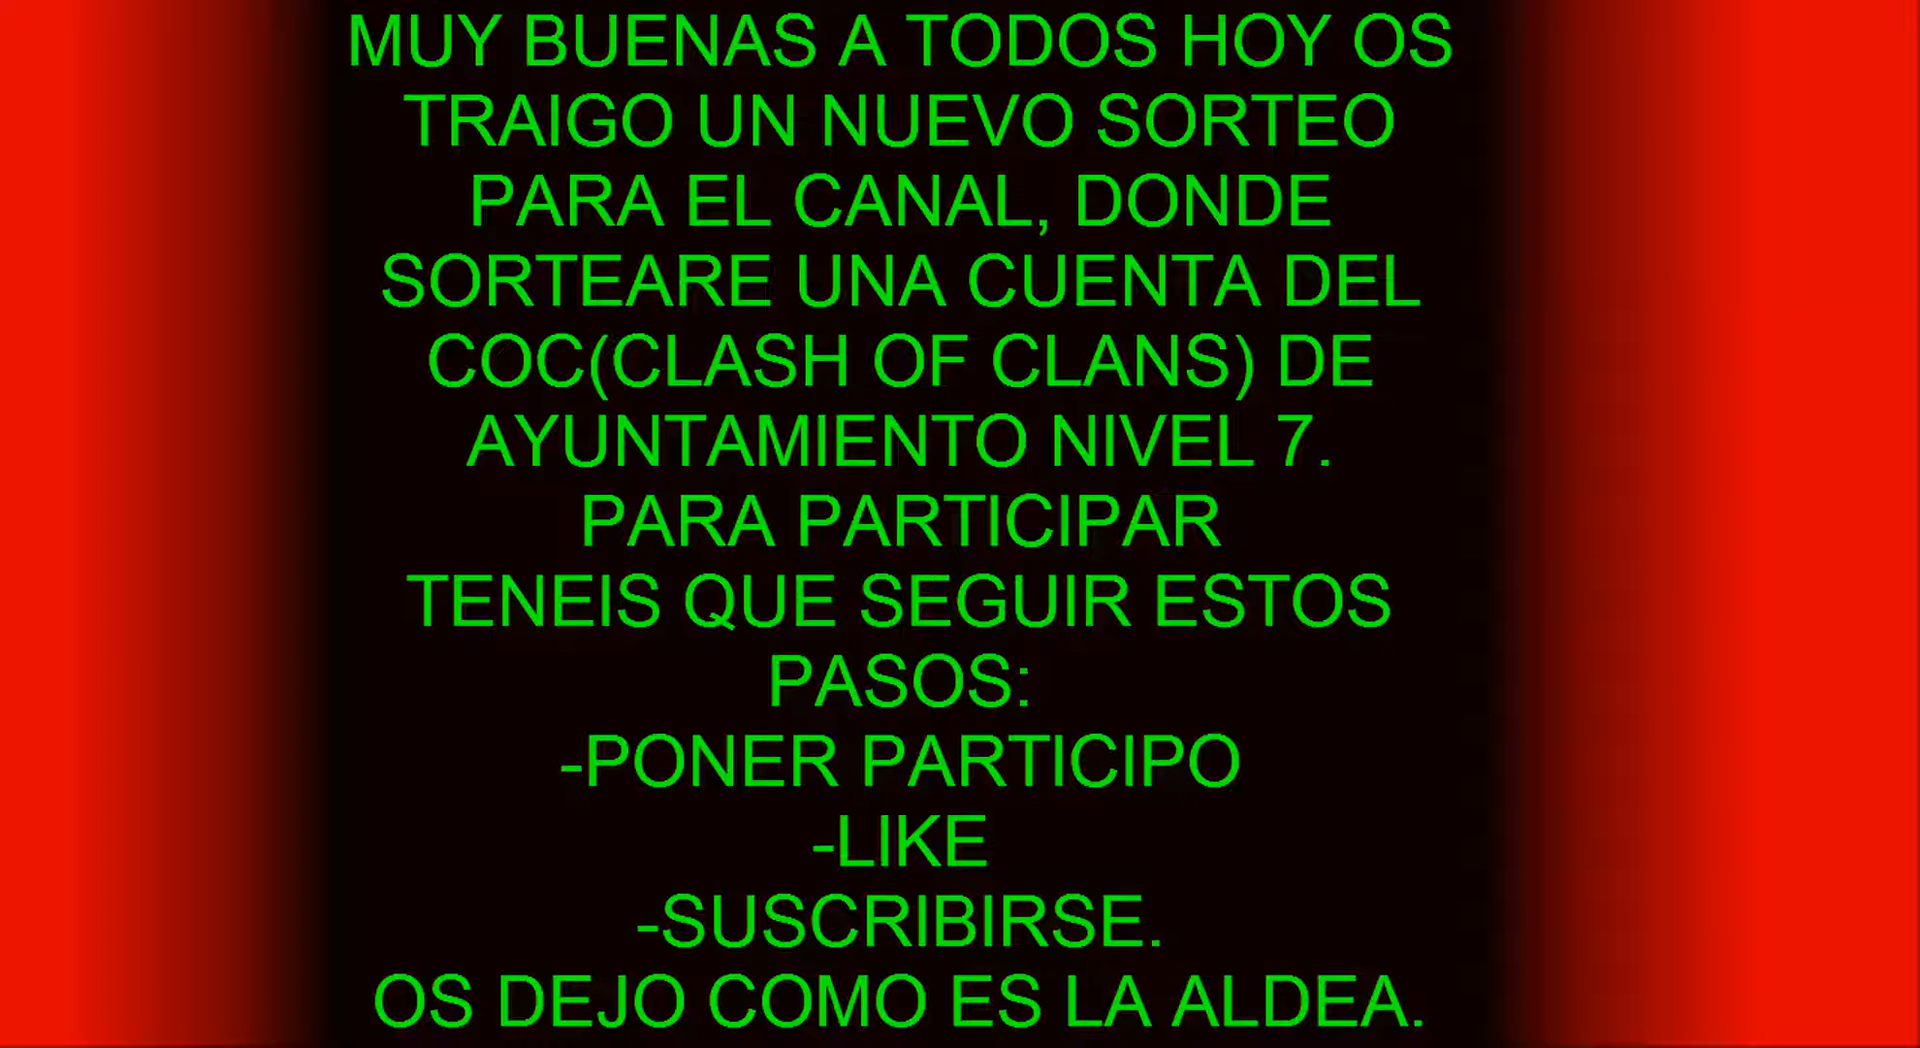 MUY BUENAS A TODOS HOY OS
TRAIGO UN NUEVO SORTEO
PARA EL CANAL, DONDE
SORTEARE UNA CUENTA DEL
COC(CLASH OF CLANS) DE
AYUNTAMIENTO NIVEL 7.
PARA PARTICIPAR
TENEIS QUE SEGUIR ESTOS
PASOS:
-PONER PARTICIPO
-LIKE
-SUSCRIBIRSE.
OS DEJO COMO ES LA ALDEA.